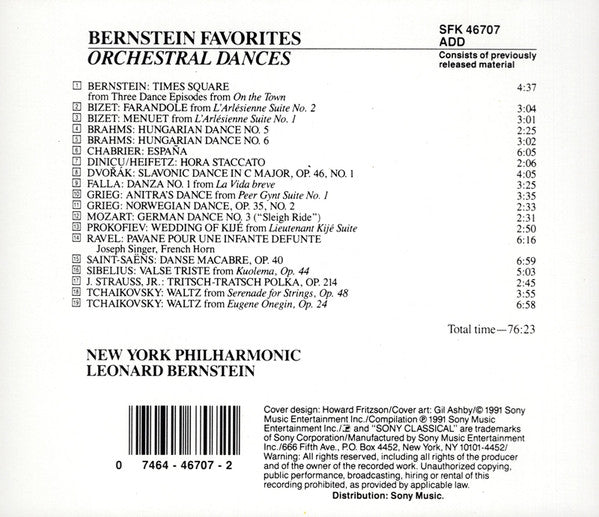 BERNSTEIN FAVORITES
ORCHESTRAL DANCES
SFK 46707
ADD
Consists of previously
released material
1 BERNSTEIN: TIMES SQUARE 4:37
from Three Dance Episodes from On the Town
2 BIZET: FARANDOLE from L'Arlésienne Suite No. 2 3:04
3 BIZET: MENUET from L'Arlésienne Suite No. 1 3:01
4 BRAHMS: HUNGARIAN DANCE NO. 5 2:25
5 BRAHMS: HUNGARIAN DANCE NO. 6 3:02
6 CHABRIER: ESPAÑA 6:05
7 DINICU/HEIFETZ: HORA STACCATO 2:06
8 DVOŘÁK: SLAVONIC DANCE IN C MAJOR, OP. 46, NO. 1 4:05
9 FALLA: DANZA NO. 1 from La Vida breve 3:25
10 GRIEG: ANITRA'S DANCE from Peer Gynt Suite No. 1 3:35
11 GRIEG: NORWEGIAN DANCE, OP. 35, NO. 2 2:33
12 MOZART: GERMAN DANCE NO. 3 ("Sleigh Ride") 2:31
13 PROKOFIEV: WEDDING OF KIJÉ from Lieutenant Kijé Suite 2:50
14 RAVEL: PAVANE POUR UNE INFANTE DEFUNTE 6:16
Joseph Singer, French Horn
15 SAINT-SAËNS: DANSE MACABRE, OP. 40 6:59
16 SIBELIUS: VALSE TRISTE from Kuolema, Op. 44 5:03
17 J. STRAUSS, JR.: TRITSCH-TRATSCH POLKA, OP. 214 2:45
18 TCHAIKOVSKY: WALTZ from Serenade for Strings, Op. 48 3:55
19 TCHAIKOVSKY: WALTZ from Eugene Onegin, Op. 24 6:58
Total time—76:23
NEW YORK PHILHARMONIC
LEONARD BERNSTEIN
0 7464-46707-2
Cover design: Howard Fritzson/Cover art: Gil Ashby/© 1991 Sony
Music Entertainment Inc./Compilation ℗ 1991 Sony Music
Entertainment Inc./ and "SONY CLASSICAL" are trademarks
of Sony Corporation/Manufactured by Sony Music Entertainment
Inc./666 Fifth Ave., P.O. Box 4452, New York, NY 10101-4452/
Warning: All rights reserved, including all rights of the producer
and of the owner of the recorded work. Unauthorized copying,
public performance, broadcasting, hiring or rental of this
recording prohibited, as provided by applicable law.
Distribution: Sony Music.